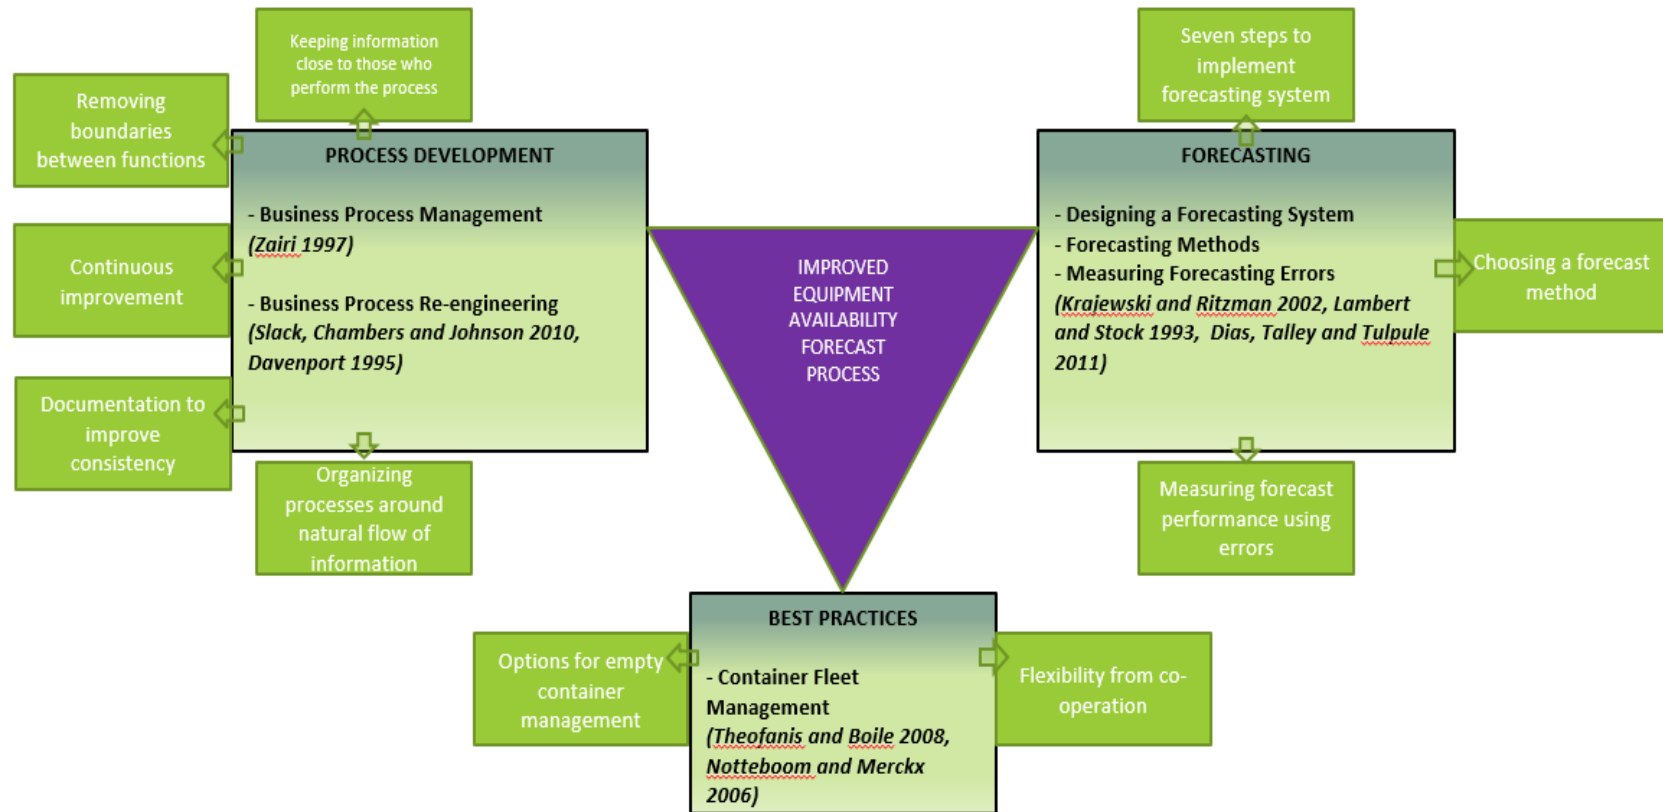 Keeping information
close to those who
perform the process
Removing
boundaries
between functions
PROCESS DEVELOPMENT
- Business Process Management
(Zairi 1997)
- Business Process Re-engineering
(Slack, Chambers and Johnson 2010,
Davenport 1995)
Continuous
improvement
Documentation to
improve
consistency
Organizing
processes around
natural flow of
information
IMPROVED
EQUIPMENT
AVAILABILITY
FORECAST
PROCESS
Seven steps to
implement
forecasting system
FORECASTING
- Designing a Forecasting System
- Forecasting Methods
- Measuring Forecasting Errors
(Krajewski and Ritzman 2002, Lambert
and Stock 1993, Dias, Talley and Tulpule
2011)
Choosing a forecast
method
Measuring forecast
performance using
errors
BEST PRACTICES
- Container Fleet
Management
(Theofanis and Boile 2008,
Notteboom and Merckx
2006)
Options for empty
container
management
Flexibility from co-
operation